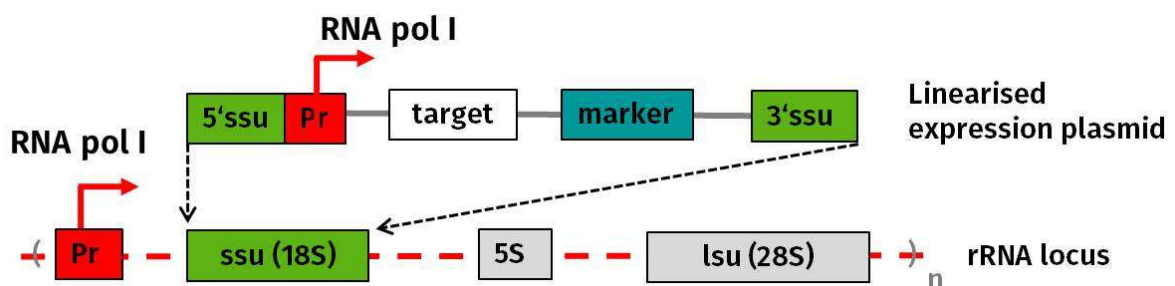 RNA pol I
5‘ssu Pr target marker 3‘ssu
Linearised
expression plasmid
RNA pol I
Pr ssu (18S) 5S lsu (28S) n rRNA locus